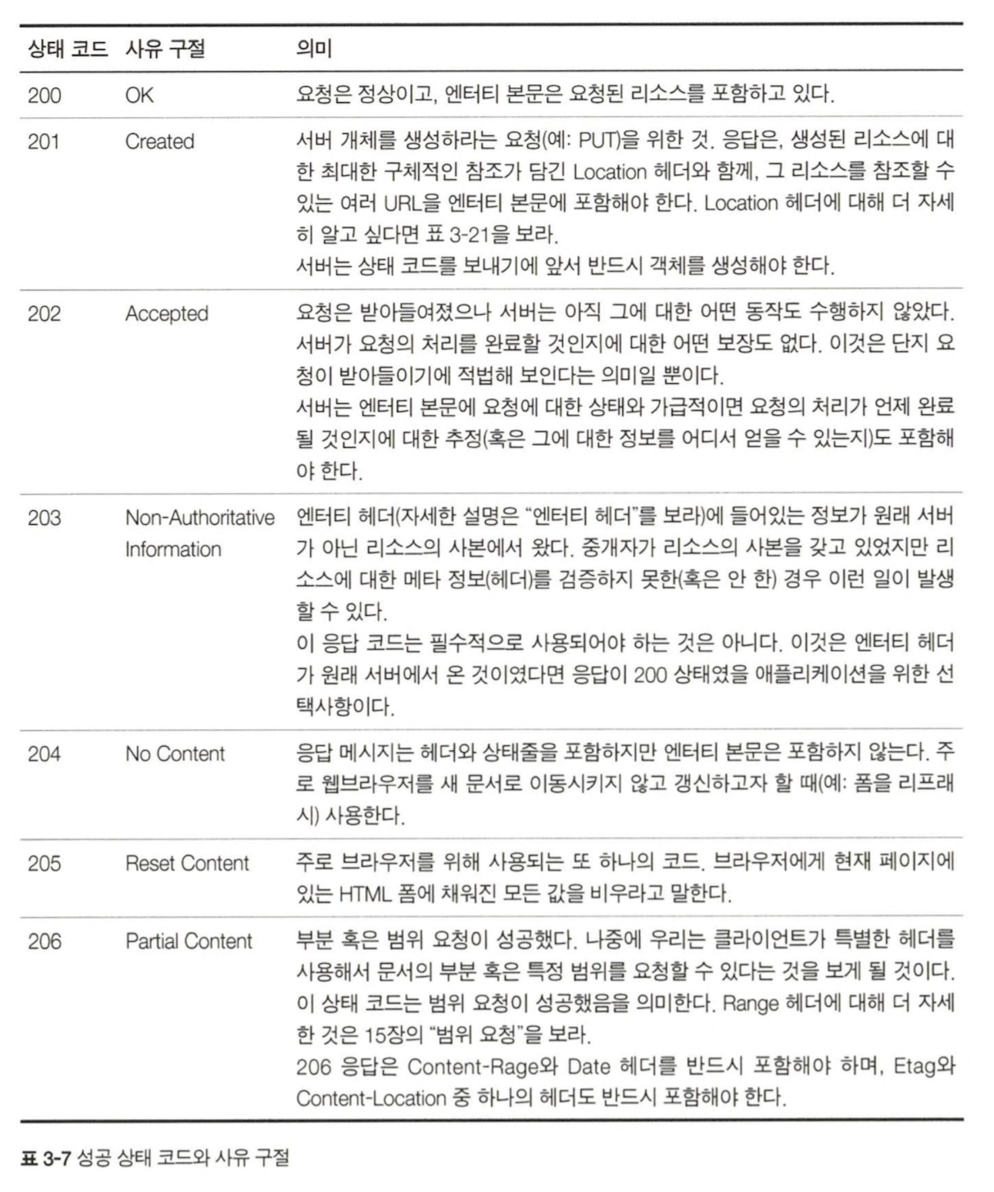 상태 코드 사유 구절 의미
200 OK 요청은 정상이고, 엔터티 본문은 요청된 리소스를 포함하고 있다.
201 Created 서버 개체를 생성하라는 요청(예: PUT)을 위한 것. 응답은, 생성된 리소스에 대
한 최대한 구체적인 참조가 담긴 Location 헤더와 함께, 그 리소스를 참조할 수
있는 여러 URL을 엔터티 본문에 포함해야 한다. Location 헤더에 대해 더 자세
히 알고 싶다면 표 3-21을 보라.
서버는 상태 코드를 보내기에 앞서 반드시 객체를 생성해야 한다.
202 Accepted 요청은 받아들여졌으나 서버는 아직 그에 대한 어떤 동작도 수행하지 않았다.
서버가 요청의 처리를 완료할 것인지에 대한 어떤 보장도 없다. 이것은 단지 요
청이 받아들이기에 적법해 보인다는 의미일 뿐이다.
서버는 엔터티 본문에 요청에 대한 상태와 가급적이면 요청의 처리가 언제 완료
될 것인지에 대한 추정(혹은 그에 대한 정보를 어디서 얻을 수 있는지)도 포함해
야 한다.
203 Non-Authoritative 엔터티 헤더(자세한 설명은 “엔터티 헤더”를 보라)에 들어있는 정보가 원래 서버
Information 가 아닌 리소스의 사본에서 왔다. 중개자가 리소스의 사본을 갖고 있었지만 리
소스에 대한 메타 정보(헤더)를 검증하지 못한(혹은 안 한) 경우 이런 일이 발생
할 수 있다.
이 응답 코드는 필수적으로 사용되어야 하는 것은 아니다. 이것은 엔터티 헤더
가 원래 서버에서 온 것이였다면 응답이 200 상태였을 애플리케이션을 위한 선
택사항이다.
204 No Content 응답 메시지는 헤더와 상태줄을 포함하지만 엔터티 본문은 포함하지 않는다. 주
로 웹브라우저를 새 문서로 이동시키지 않고 갱신하고자 할 때(예: 폼을 리프래
시) 사용한다.
205 Reset Content 주로 브라우저를 위해 사용되는 또 하나의 코드. 브라우저에게 현재 페이지에
있는 HTML 폼에 채워진 모든 값을 비우라고 말한다.
206 Partial Content 부분 혹은 범위 요청이 성공했다. 나중에 우리는 클라이언트가 특별한 헤더를
사용해서 문서의 부분 혹은 특정 범위를 요청할 수 있다는 것을 보게 될 것이다.
이 상태 코드는 범위 요청이 성공했음을 의미한다. Range 헤더에 대해 더 자세
한 것은 15장의 “범위 요청”을 보라.
206 응답은 Content-Rage와 Date 헤더를 반드시 포함해야 하며, Etag와
Content-Location 중 하나의 헤더도 반드시 포함해야 한다.
표 3-7 성공 상태 코드와 사유 구절